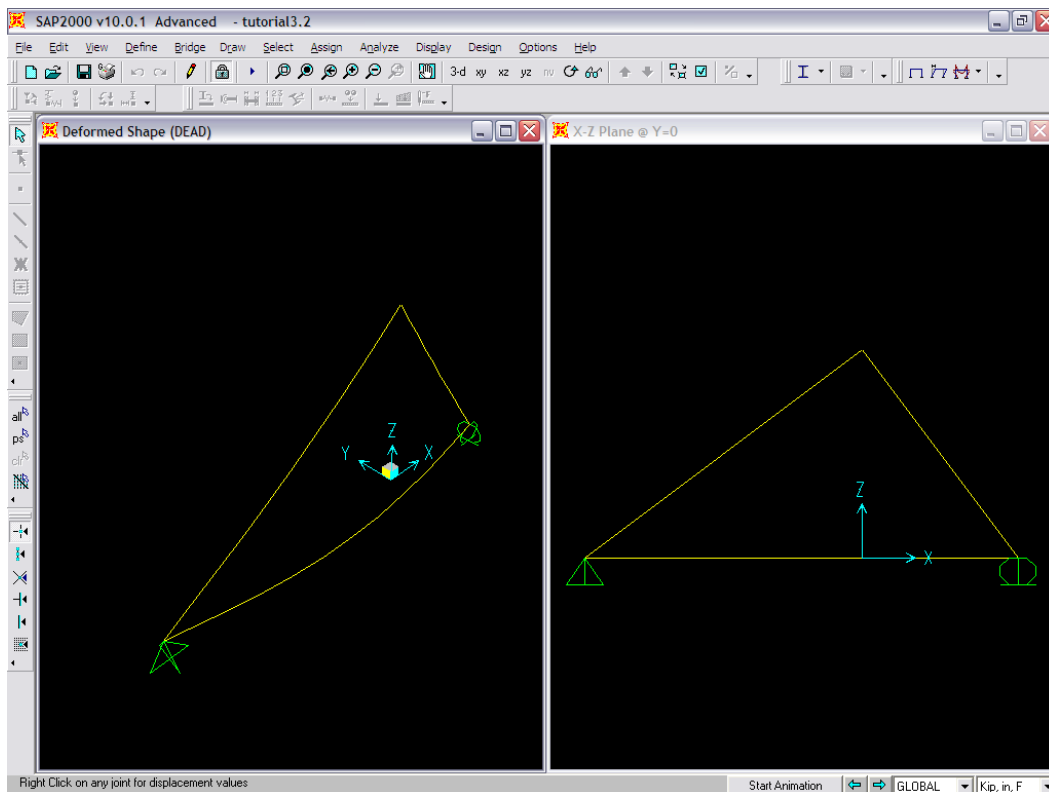 SAP2000 v10.0.1 Advanced - tutorial3.2
File Edit View Define Bridge Draw Select Assign Analyze Display Design Options Help
3-d xy xz yz nv
Deformed Shape (DEAD)
X-Z Plane @ Y=0
all
ps
clr
Z
Y
X
Z
X
Right Click on any joint for displacement values
Start Animation
GLOBAL
Kip, in, F